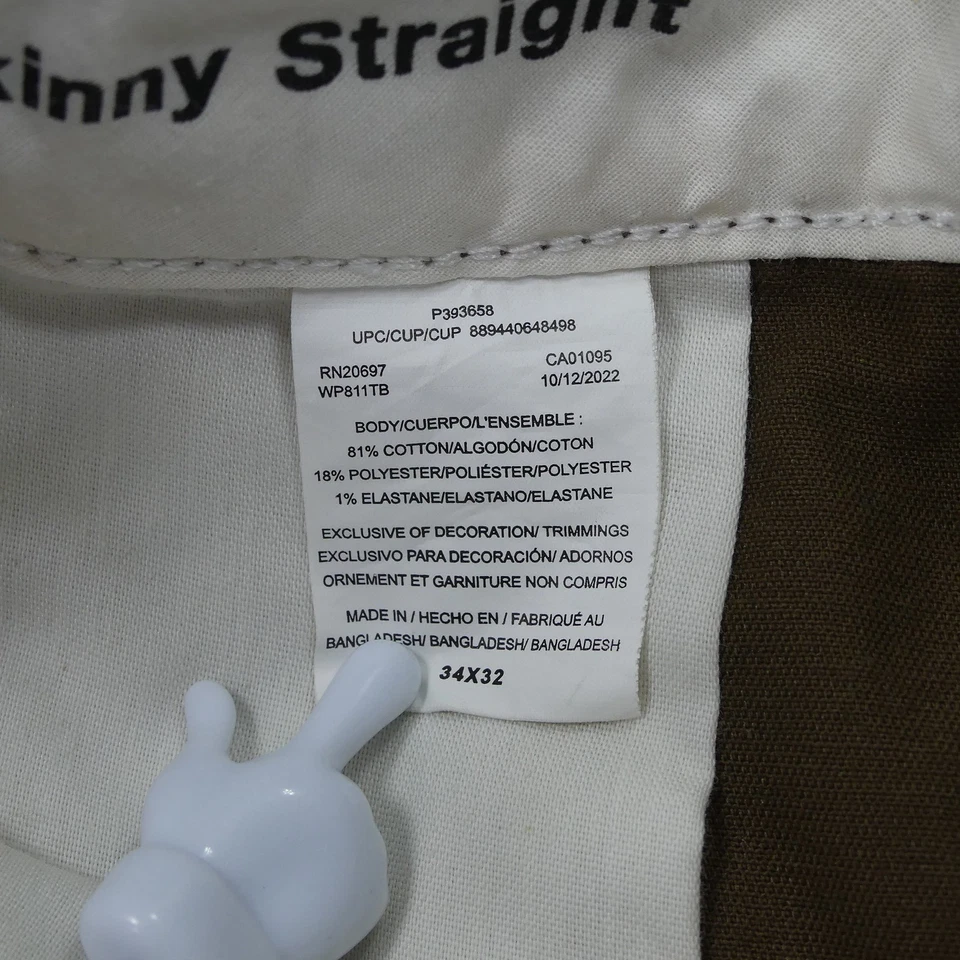 kinny Straight
P393658
UPC/CUP/CUP 889440648498
RN20697 CA01095
WP811TB 10/12/2022
BODY/CUERPO/L'ENSEMBLE :
81% COTTON/ALGODÓN/COTON
18% POLYESTER/POLIÉSTER/POLYESTER
1% ELASTANE/ELASTANO/ELASTANE
EXCLUSIVE OF DECORATION/ TRIMMINGS
EXCLUSIVO PARA DECORACIÓN/ ADORNOS
ORNEMENT ET GARNITURE NON COMPRIS
MADE IN / HECHO EN / FABRIQUÉ AU
BANGLADESH/ BANGLADESH/ BANGLADESH
34X32